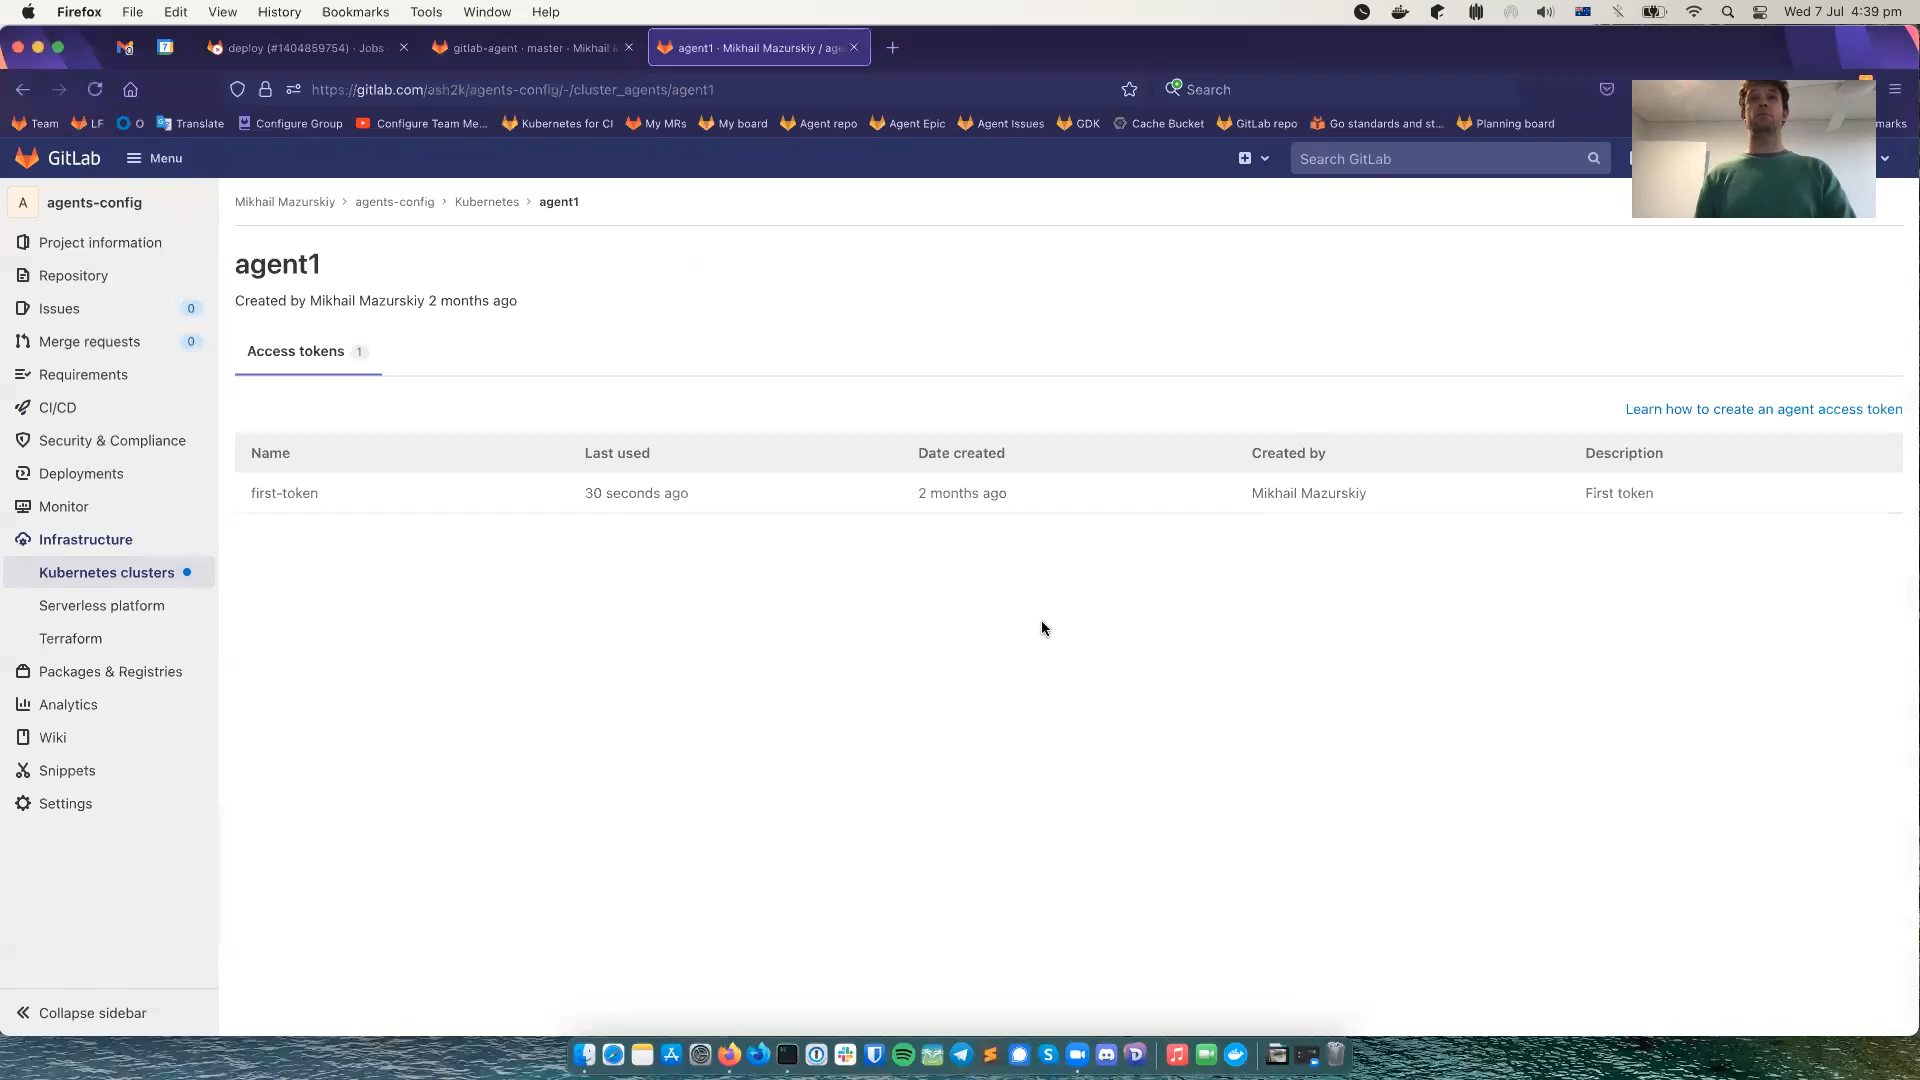 Firefox File Edit View History Bookmarks Tools Window Help Wed 7 Jul 4:39 pm
deploy (#1404859754) · Jobs gitlab-agent · master · Mikhail agent1 · Mikhail Mazurskiy / age
https://gitlab.com/ash2k/agents-config/-/cluster_agents/agent1 Search
Team LF O Translate Configure Group Configure Team Me... Kubernetes for CI My MRs My board Agent repo Agent Epic Agent Issues GDK Cache Bucket GitLab repo Go standards and st... Planning board marks
GitLab Menu Search GitLab
A agents-config
Project information
Repository
Issues 0
Merge requests 0
Requirements
CI/CD
Security & Compliance
Deployments
Monitor
Infrastructure
Kubernetes clusters
Serverless platform
Terraform
Packages & Registries
Analytics
Wiki
Snippets
Settings
Collapse sidebar
Mikhail Mazurskiy > agents-config > Kubernetes > agent1
agent1
Created by Mikhail Mazurskiy 2 months ago
Access tokens 1
Learn how to create an agent access token
Name Last used Date created Created by Description
first-token 30 seconds ago 2 months ago Mikhail Mazurskiy First token